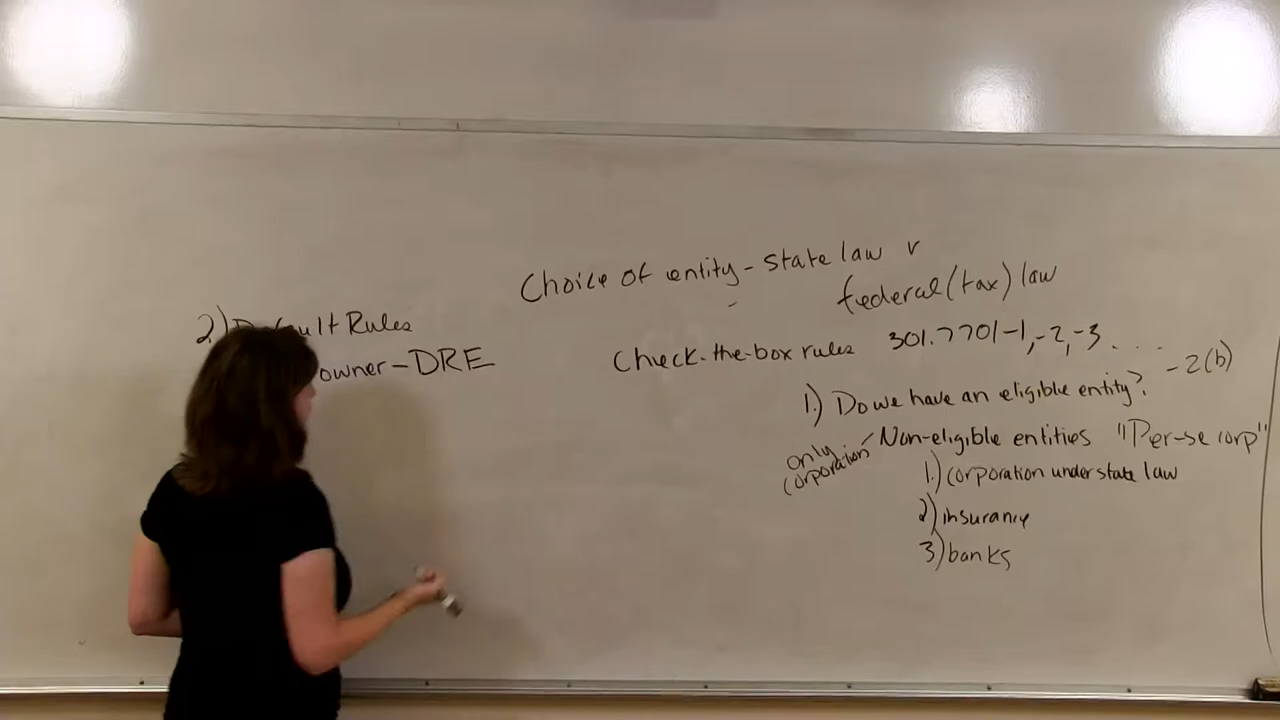 Choice of entity - state law v
federal (tax) law
Check-the-box rules 301.7701-1, -2, -3 . . . .
-2(b)
1.) Do we have an eligible entity?
only corporation
Non-eligible entities "Per-se corp"
1.) corporation under state law
2) insurance
3) banks
2) Rules
owner - DRE